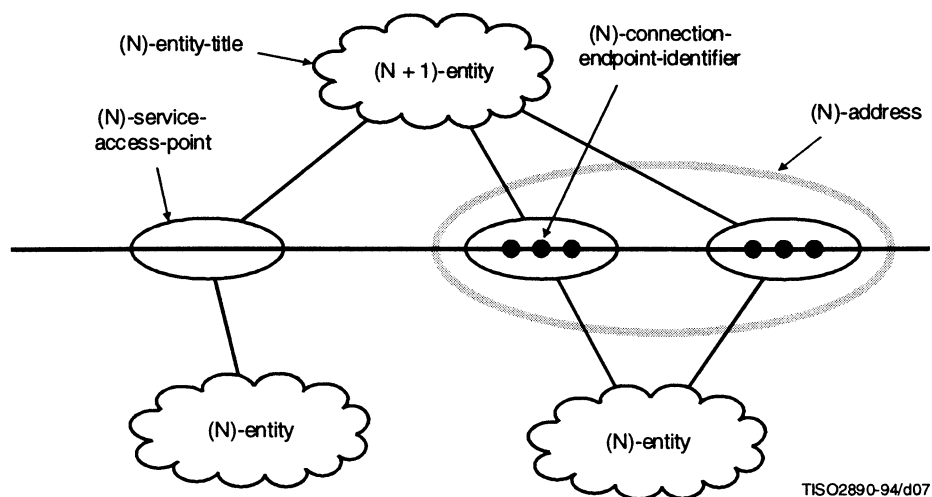 (N)-entity-title
(N + 1)-entity
(N)-connection-
endpoint-identifier
(N)-service-
access-point
(N)-address
(N)-entity
(N)-entity
TISO2890-94/d07